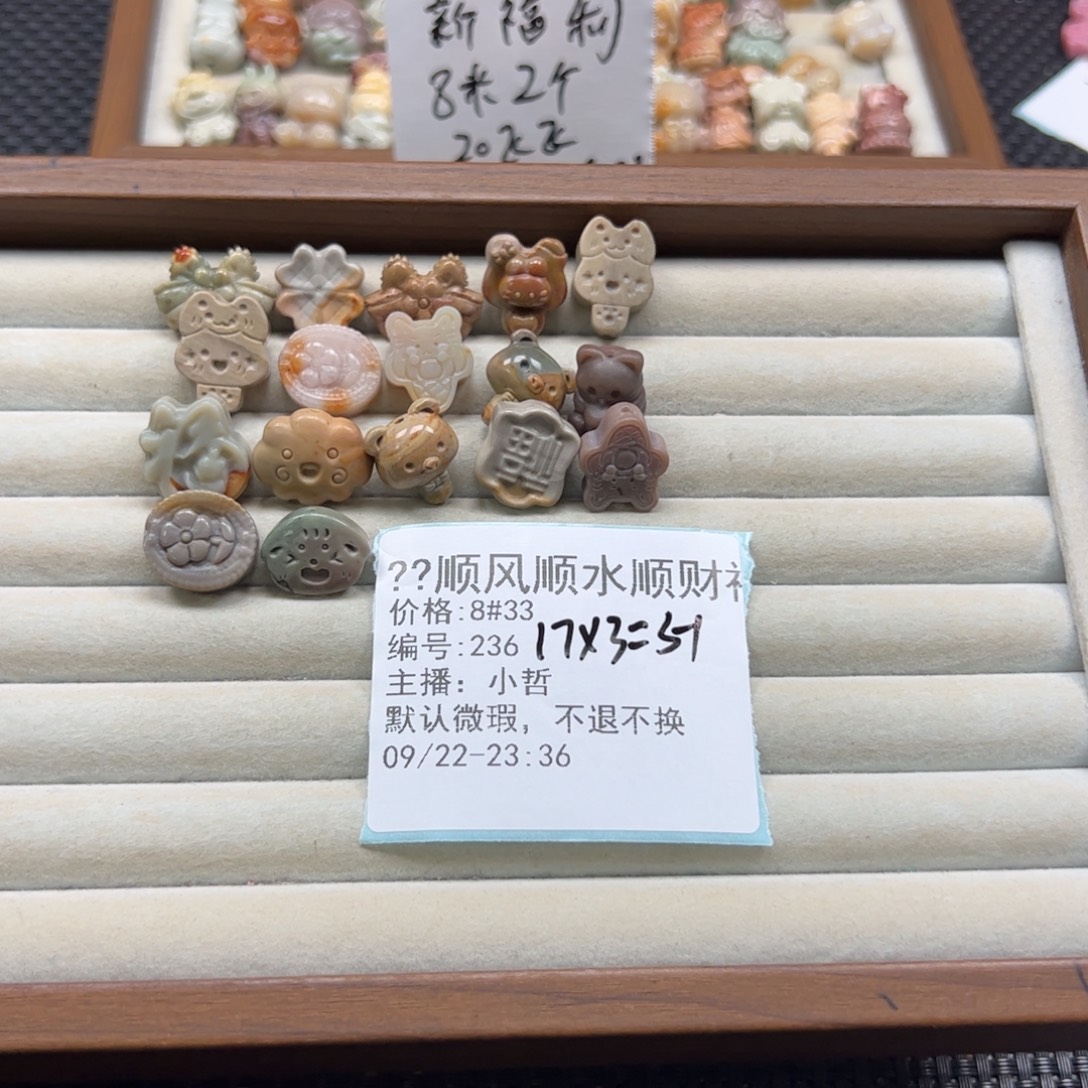 新福利
8米2个
??顺风顺水顺财
价格:8#33
编号:236 17X3=51
主播: 小哲
默认微瑕, 不退不换
09/22-23:36